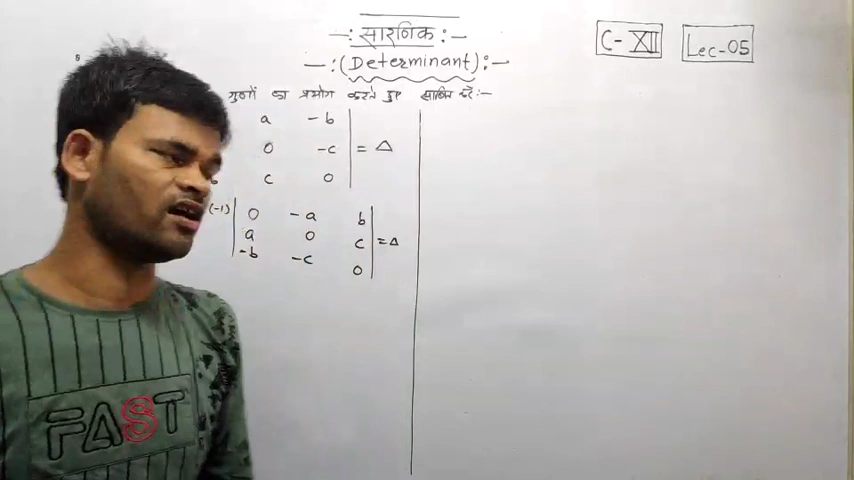 -: सारणिक :-
C- XII
Lec-05
-:(Determinant):-
गुणों का प्रयोग करते हुए साबित करें:-
a -b
0 -c = Δ
c 0
(-1) 0 -a b
a 0 c = Δ
-b -c 0
FAST